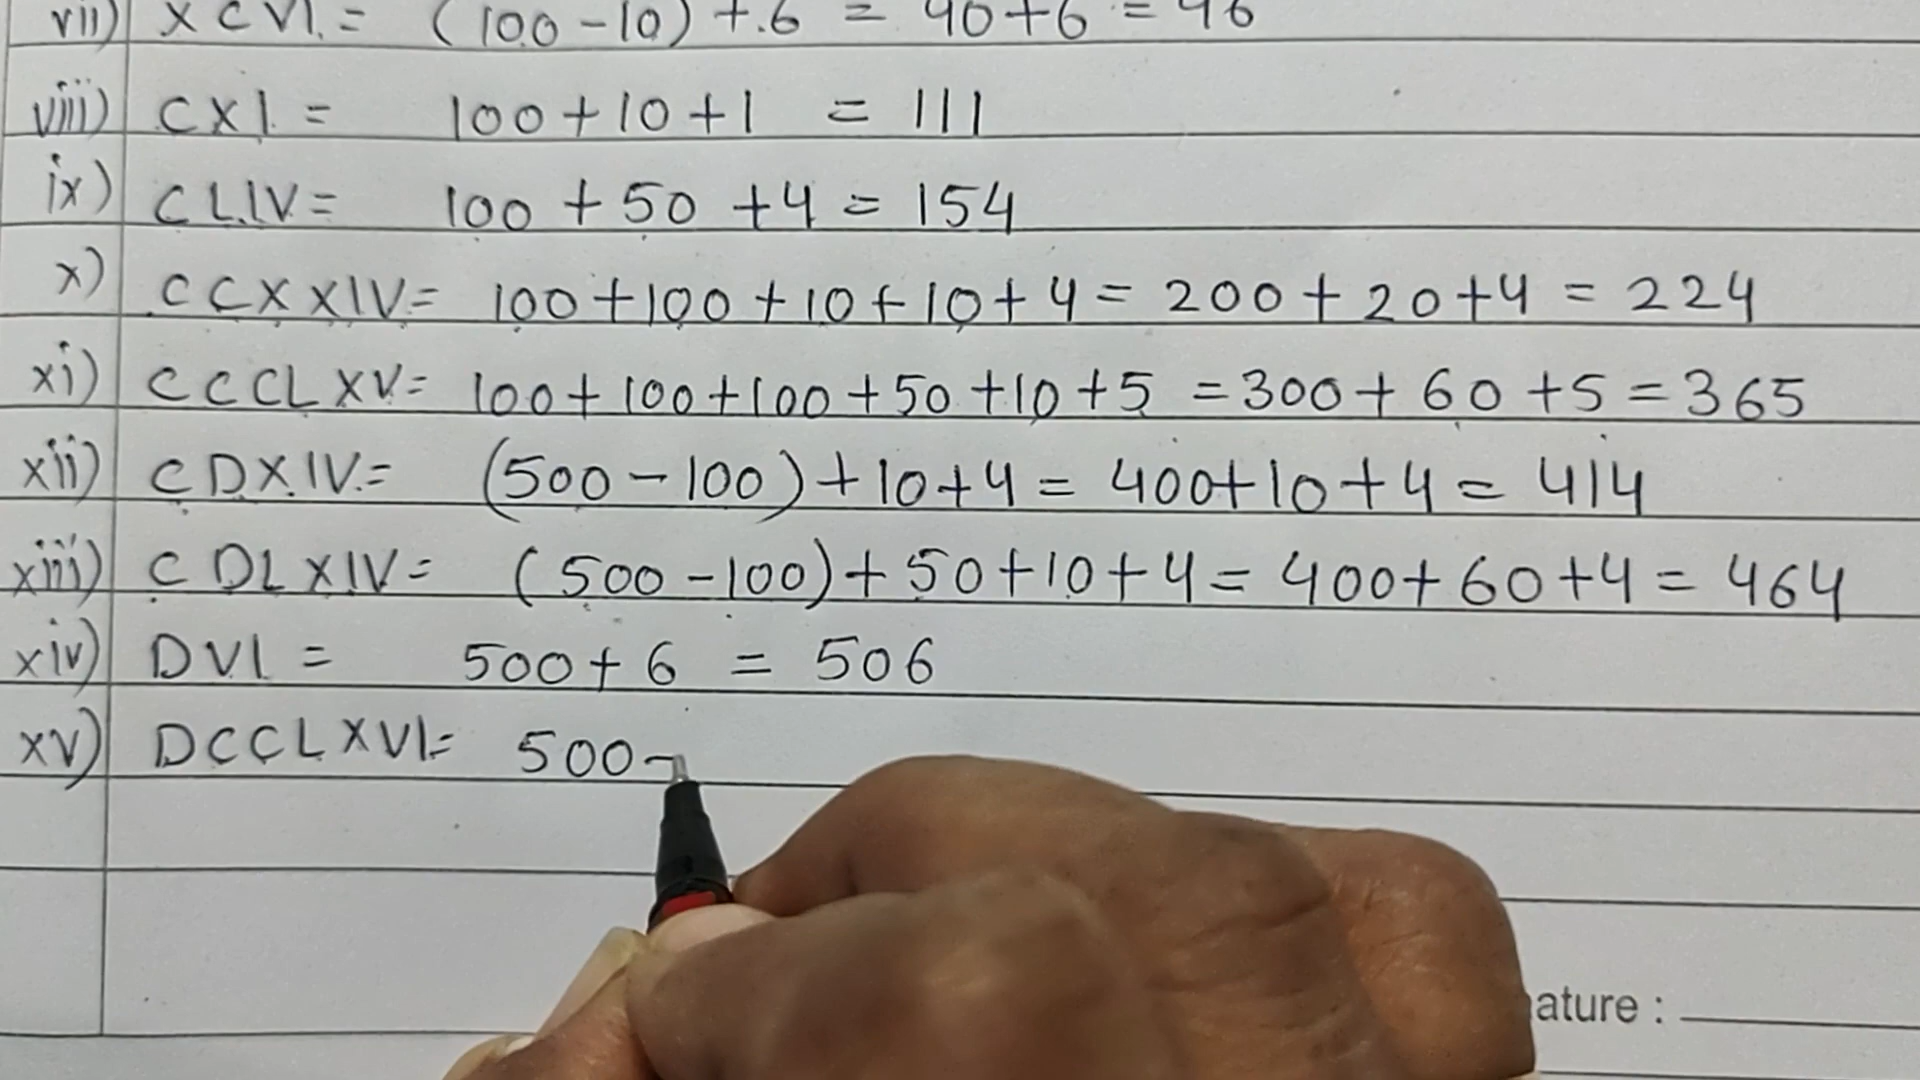 vii) XCVI = (100-10) + 6 = 90+6 = 96
viii) CXI = 100+10+1 = 111
ix) CLIV = 100 + 50 + 4 = 154
x) CCXXIV = 100+100+10+10+4 = 200+20+4 = 224
xi) CCCLXV = 100+100+100+50+10+5 = 300+60+5 = 365
xii) CDXIV = (500-100)+10+4 = 400+10+4 = 414
xiii) CDLXIV = (500-100)+50+10+4 = 400+60+4 = 464
xiv) DVI = 500+6 = 506
xv) DCCLXVI = 500-
ature :